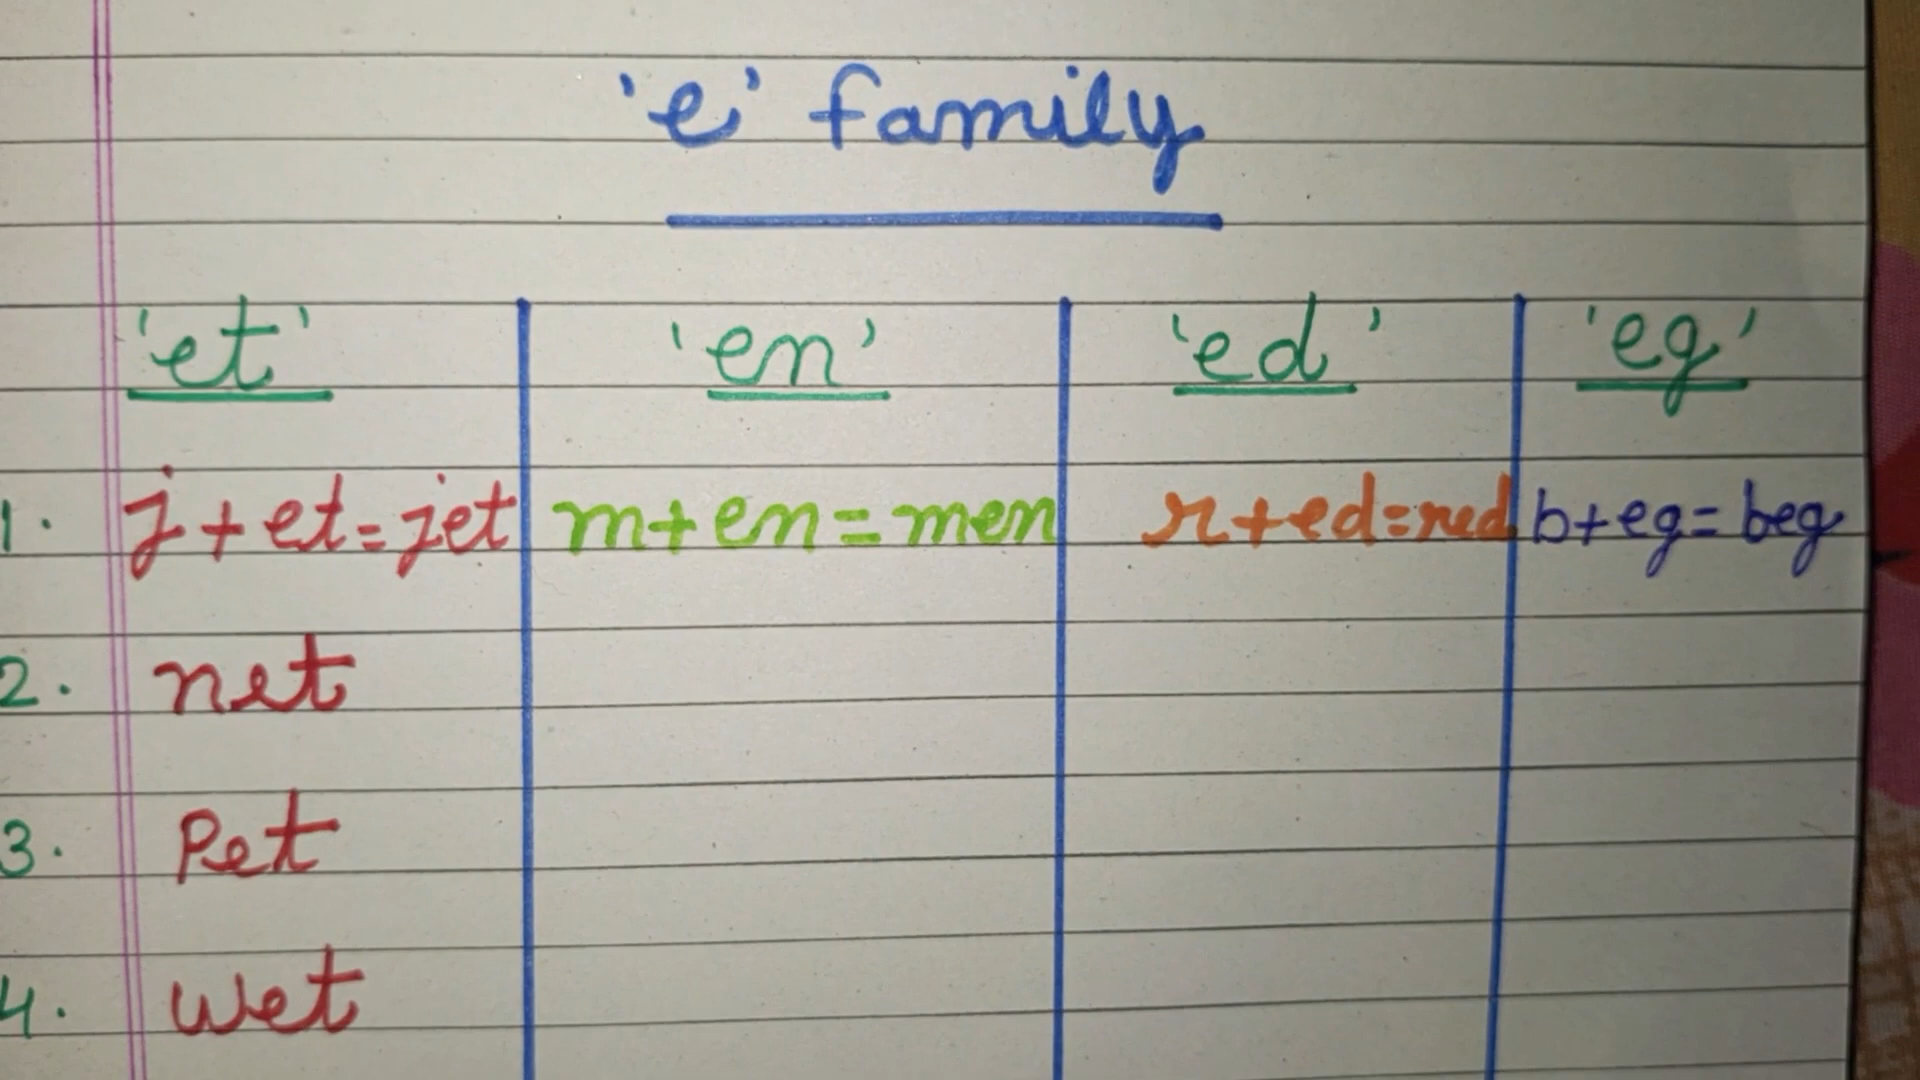 'e' family
'et' 'en' 'ed' 'eg'
1. j+et=jet m+en=men r+ed=red b+eg=beg
2. net
3. Pet
4. wet